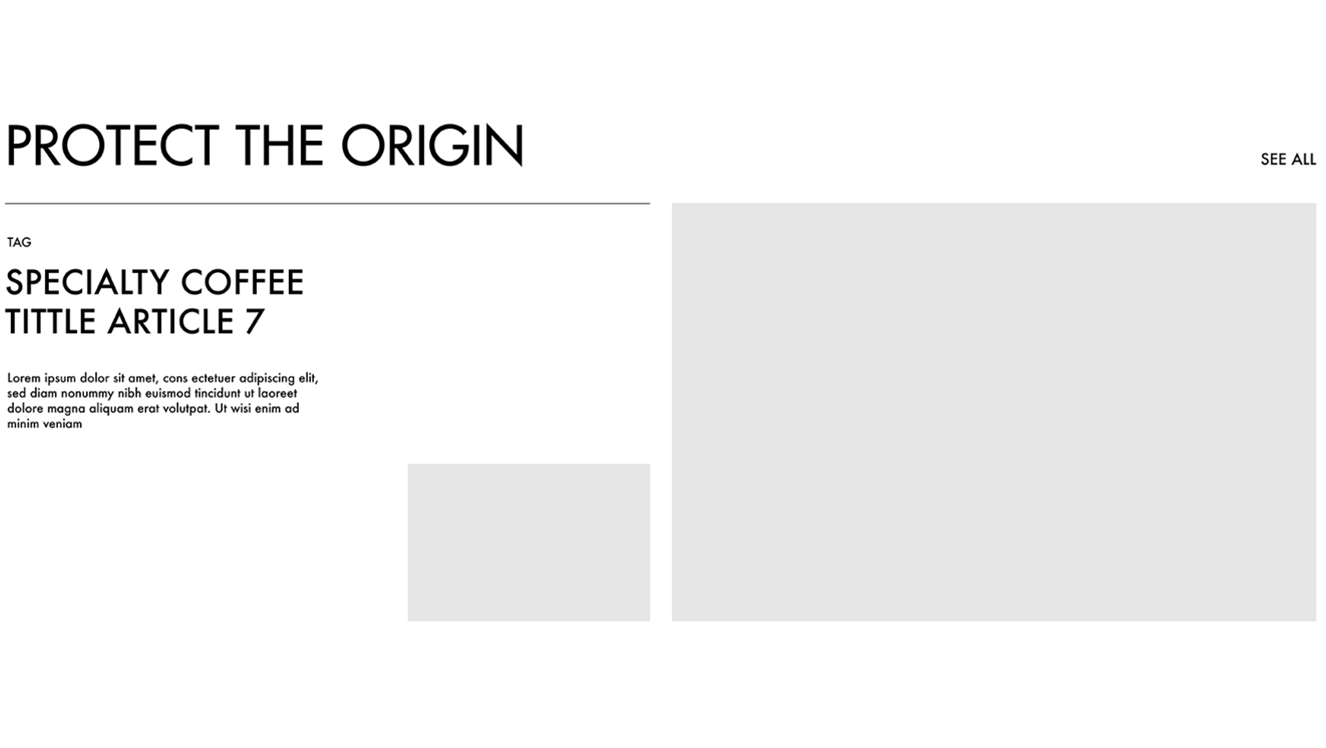 PROTECT THE ORIGIN
SEE ALL
TAG
SPECIALTY COFFEE
TITTLE ARTICLE 7
Lorem ipsum dolor sit amet, cons ectetuer adipiscing elit,
sed diam nonummy nibh euismod tincidunt ut laoreet
dolore magna aliquam erat volutpat. Ut wisi enim ad
minim veniam